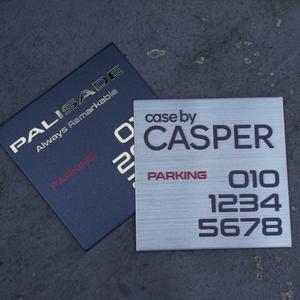 PALISADE
Always Remarkable
PARKING
case by
CASPER
PARKING
010
1234
5678